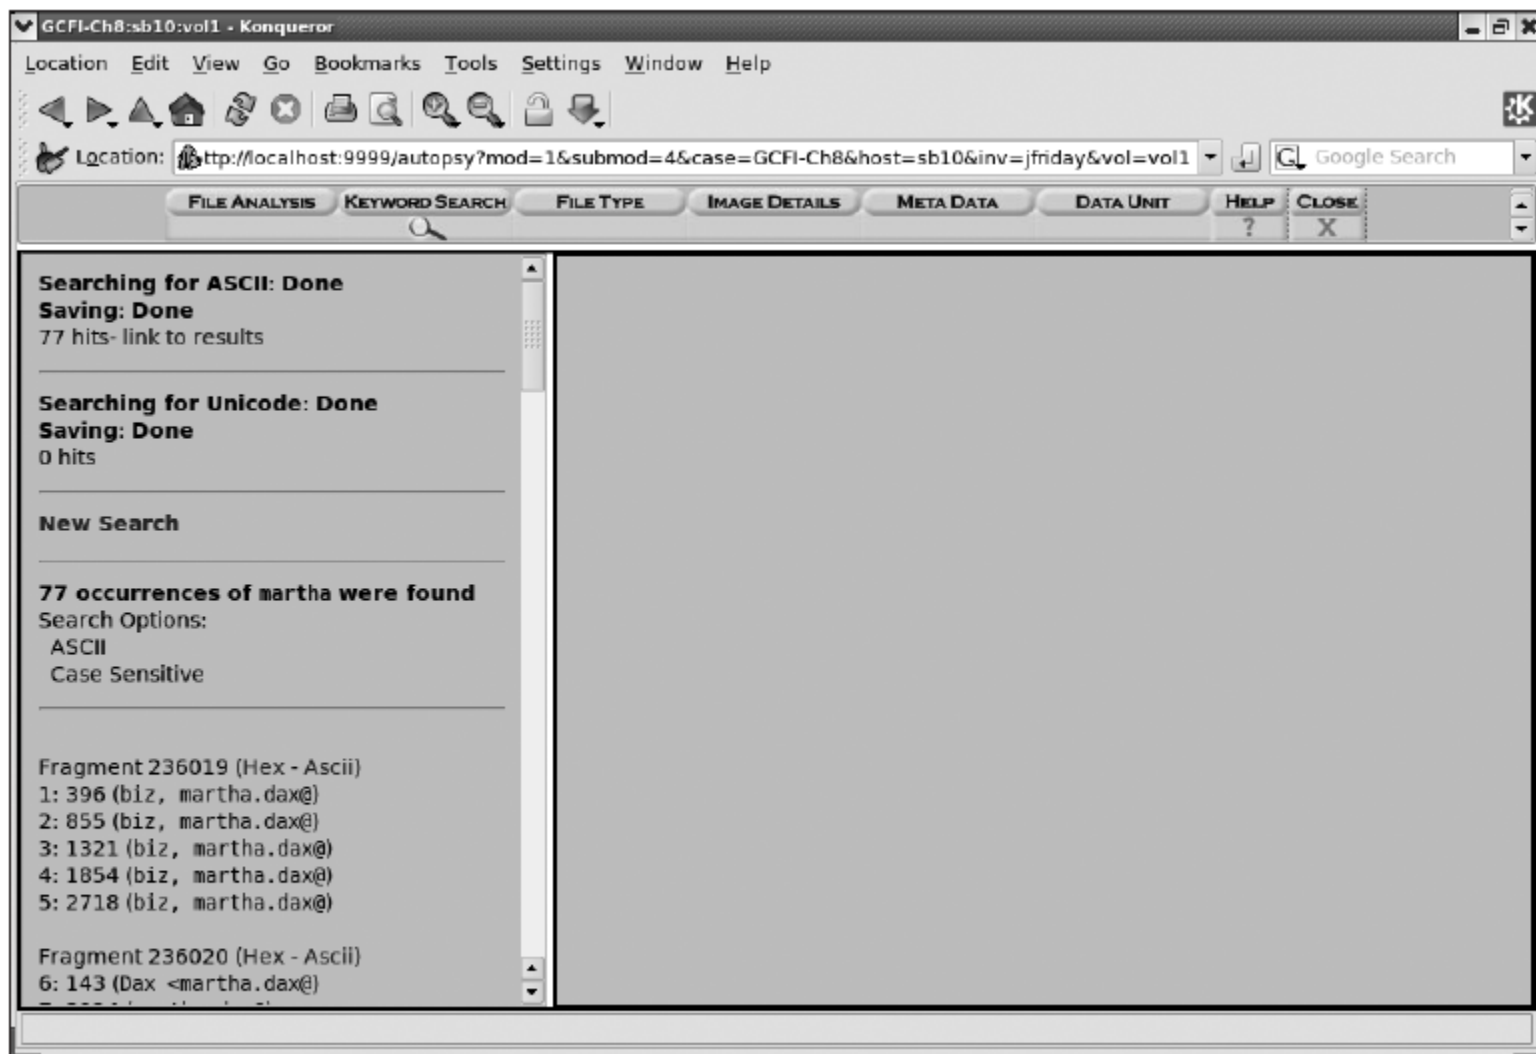 GCFI-Ch8:sb10:vol1 - Konqueror
Location Edit View Go Bookmarks Tools Settings Window Help
Location: ttp://localhost:9999/autopsy?mod=1&submod=4&case=GCFI-Ch8&host=sb10&inv=jfriday&vol=vol1 Google Search
FILE ANALYSIS KEYWORD SEARCH FILE TYPE IMAGE DETAILS META DATA DATA UNIT HELP CLOSE
? X
Searching for ASCII: Done
Saving: Done
77 hits- link to results
Searching for Unicode: Done
Saving: Done
0 hits
New Search
77 occurrences of martha were found
Search Options:
ASCII
Case Sensitive
Fragment 236019 (Hex - Ascii)
1: 396 (biz, martha.dax@)
2: 855 (biz, martha.dax@)
3: 1321 (biz, martha.dax@)
4: 1854 (biz, martha.dax@)
5: 2718 (biz, martha.dax@)
Fragment 236020 (Hex - Ascii)
6: 143 (Dax <martha.dax@)